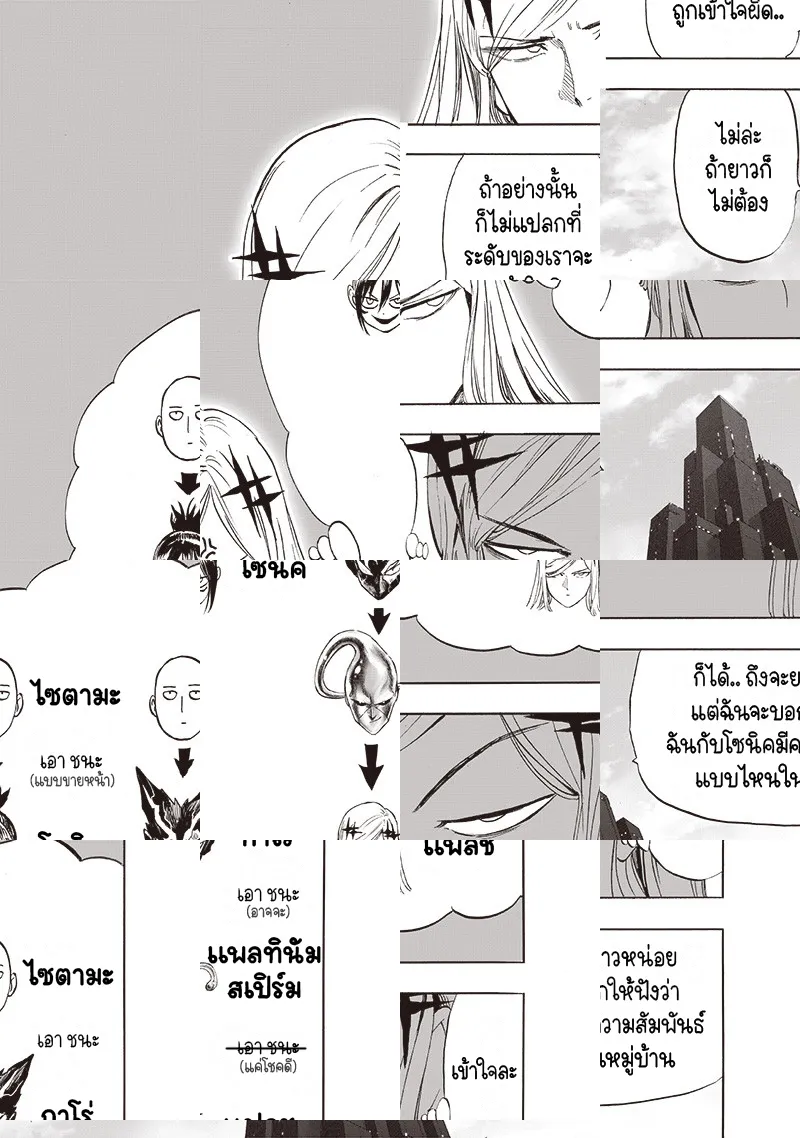 ถูกเข้าใจผิด..
ไม่ล่ะ
ถ้ายาวก็
ไม่ต้อง
ถ้าอย่างนั้น
ก็ไม่แปลกที่
ระดับของเราจะ
ไซตามะ
เอา ชนะ
(แบบขายหน้า)
ก็ได้.. ถึงจะย
แต่ฉันจะบอก
ฉันกับโซนิคมีค
แบบไหนใน
แพลช
กาโร่
เอา ชนะ
(อาจจะ)
แพลทินัม
สเปิร์ม
เอา ชนะ
(แค่โชคดี)
ไซตามะ
เอา ชนะ
กาโร่
เข้าใจละ
าวหน่อย
กให้ฟังว่า
วามสัมพันธ์
นหมู่บ้าน